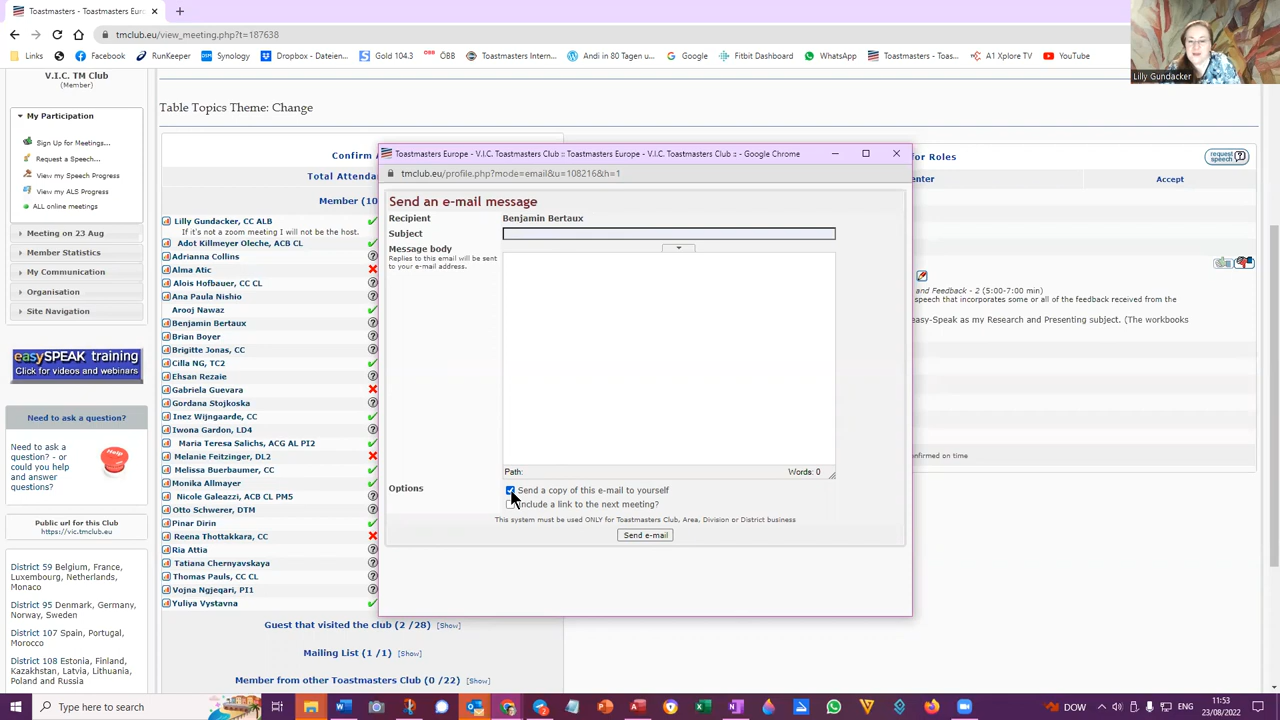 Toastmasters - Toastmasters Euro
tmclub.eu/view_meeting.php?t=187638
Links
Facebook
RunKeeper
Synology
Dropbox - Dateien...
Gold 104.3
ÖBB
Toastmasters Intern...
Andi in 80 Tagen u...
Google
Fitbit Dashboard
WhatsApp
Toastmasters - Toas...
A1 Xplore TV
YouTube
Lilly Gundacker
V.I.C. TM Club
(Member)
My Participation
Sign Up for Meetings...
Request a Speech...
View my Speech Progress
View my ALS Progress
ALL online meetings
Meeting on 23 Aug
Member Statistics
My Communication
Organisation
Site Navigation
easySPEAK training
Click for videos and webinars
Need to ask a question?
Need to ask a
question? - or
could you help
and answer
questions?
Help
Public url for this Club
https://vic.tmclub.eu
District 59 Belgium, France,
Luxembourg, Netherlands,
Monaco
District 95 Denmark, Germany,
Norway, Sweden
District 107 Spain, Portugal,
Morocco
District 108 Estonia, Finland,
Kazakhstan, Latvia, Lithuania,
Poland and Russia
Table Topics Theme: Change
Confirm A
Total Attenda
Member (10
Lilly Gundacker, CC ALB
If it's not a zoom meeting I will not be the host.
Adot Killmeyer Oleche, ACB CL
Adrianna Collins
Alma Atic
Alois Hofbauer, CC CL
Ana Paula Nishio
Arooj Nawaz
Benjamin Bertaux
Brian Boyer
Brigitte Jonas, CC
Cilla NG, TC2
Ehsan Rezaie
Gabriela Guevara
Gordana Stojkoska
Inez Wijngaarde, CC
Iwona Gardon, LD4
Maria Teresa Salichs, ACG AL PI2
Melanie Feitzinger, DL2
Melissa Buerbaumer, CC
Monika Allmayer
Nicole Galeazzi, ACB CL PM5
Otto Schwerer, DTM
Pinar Dirin
Reena Thottakkara, CC
Ria Attia
Tatiana Chernyavskaya
Thomas Pauls, CC CL
Vojna Ngjeqari, PI1
Yuliya Vystavna
Guest that visited the club (2 /28) [Show]
Mailing List (1 /1) [Show]
Member from other Toastmasters Club (0 /22) [Show]
Toastmasters Europe - V.I.C. Toastmasters Club :: Toastmasters Europe - V.I.C. Toastmasters Club :: - Google Chrome
tmclub.eu/profile.php?mode=email&u=108216&h=1
Send an e-mail message
Recipient
Benjamin Bertaux
Subject
Message body
Replies to this email will be sent
to your e-mail address.
Path:
Words: 0
Options
Send a copy of this e-mail to yourself
Include a link to the next meeting?
This system must be used ONLY for Toastmasters Club, Area, Division or District business
Send e-mail
for Roles
request speech
enter
Accept
and Feedback - 2 (5:00-7:00 min)
speech that incorporates some or all of the feedback received from the
easy-Speak as my Research and Presenting subject. (The workbooks
onfirmed on time
Type here to search
DOW
ENG
11:53
23/08/2022